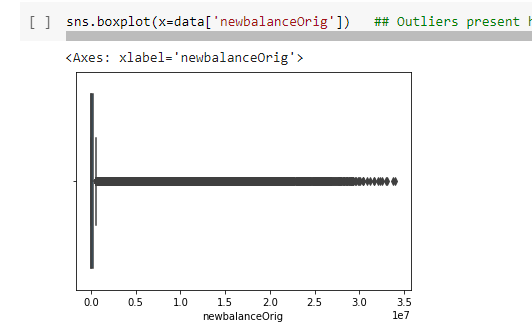 [ ] sns.boxplot(x=data['newbalanceOrig']) ## Outliers present
<Axes: xlabel='newbalanceOrig'>
0.0 0.5 1.0 1.5 2.0 2.5 3.0 3.5
1e7
newbalanceOrig